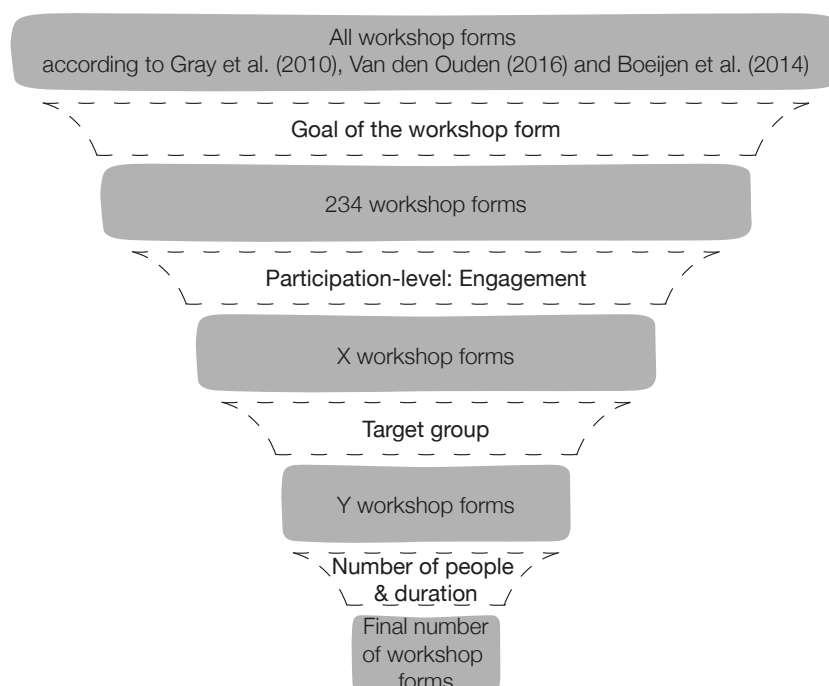 All workshop forms
according to Gray et al. (2010), Van den Ouden (2016) and Boeijen et al. (2014)
Goal of the workshop form
234 workshop forms
Participation-level: Engagement
X workshop forms
Target group
Y workshop forms
Number of people
& duration
Final number
of workshop
forms